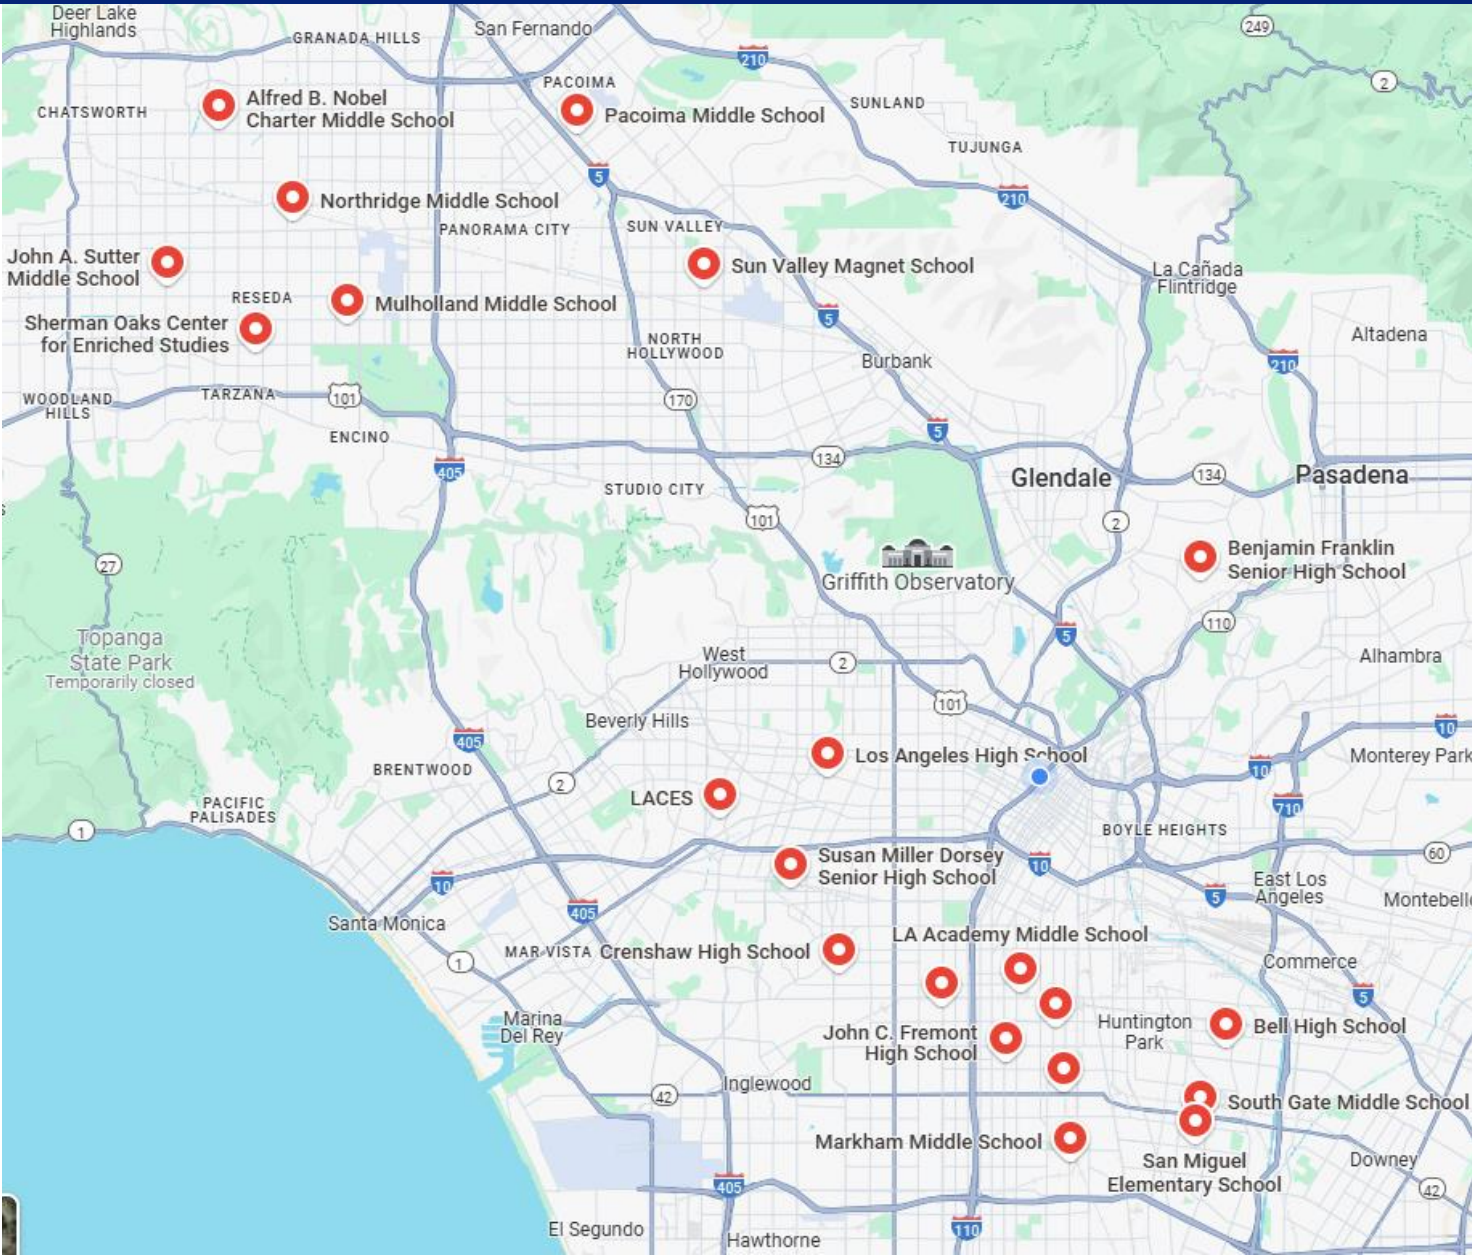 Deer Lake
Highlands
GRANADA HILLS
San Fernando
249
2
210
CHATSWORTH
Alfred B. Nobel
Charter Middle School
PACOIMA
Pacoima Middle School
SUNLAND
TUJUNGA
5
210
Northridge Middle School
PANORAMA CITY
SUN VALLEY
John A. Sutter
Middle School
Sun Valley Magnet School
La Cañada
Flintridge
RESEDA
Mulholland Middle School
5
Sherman Oaks Center
for Enriched Studies
NORTH
HOLLYWOOD
Burbank
Altadena
210
WOODLAND
HILLS
TARZANA
101
170
ENCINO
5
405
134
STUDIO CITY
Glendale
134
Pasadena
101
2
27
Griffith Observatory
Benjamin Franklin
Senior High School
110
5
Topanga
State Park
Temporarily closed
West
Hollywood
2
Alhambra
101
Beverly Hills
405
10
BRENTWOOD
Los Angeles High School
10
Monterey Park
2
LACES
PACIFIC
PALISADES
1
710
BOYLE HEIGHTS
Susan Miller Dorsey
Senior High School
10
60
10
East Los
Angeles
5
Santa Monica
405
LA Academy Middle School
1
MAR VISTA
Crenshaw High School
Commerce
5
Marina
Del Rey
John C. Fremont
High School
Huntington
Park
Bell High School
Inglewood
42
South Gate Middle School
Markham Middle School
San Miguel
Elementary School
Downey
405
42
El Segundo
110
Hawthorne